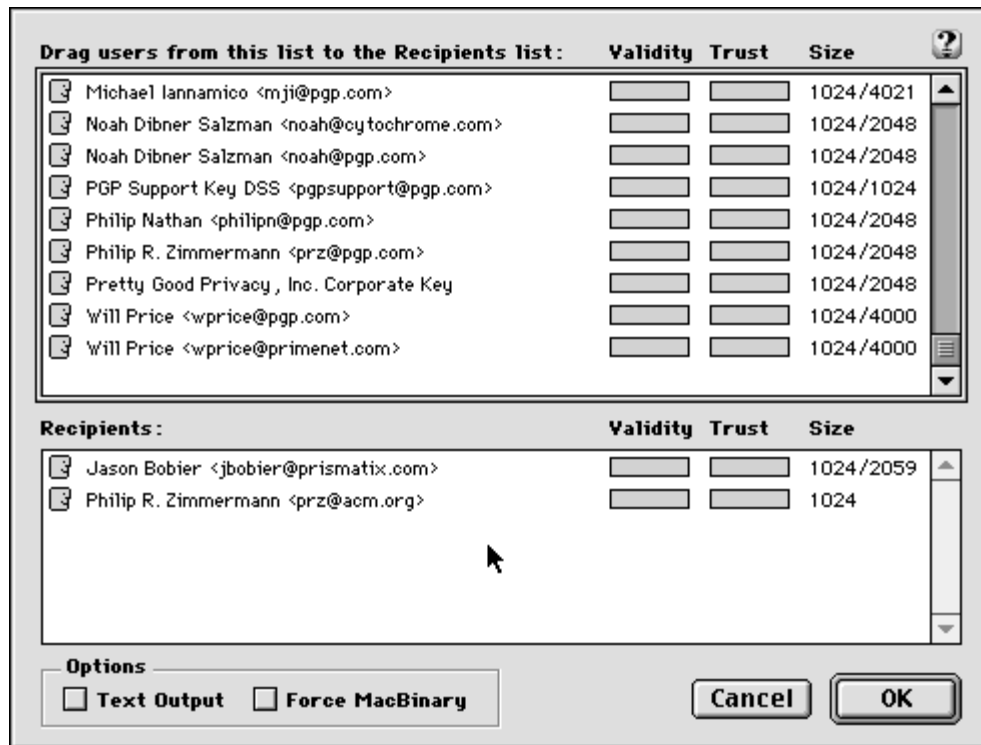 Drag users from this list to the Recipients list: Validity Trust Size ?
Michael Iannamico <mji@pgp.com> 1024/4021
Noah Dibner Salzman <noah@cytochrome.com> 1024/2048
Noah Dibner Salzman <noah@pgp.com> 1024/2048
PGP Support Key DSS <pgpsupport@pgp.com> 1024/1024
Philip Nathan <philipn@pgp.com> 1024/2048
Philip R. Zimmermann <prz@pgp.com> 1024/2048
Pretty Good Privacy, Inc. Corporate Key 1024/2048
Will Price <wprice@pgp.com> 1024/4000
Will Price <wprice@primenet.com> 1024/4000
Recipients: Validity Trust Size
Jason Bobier <jbobier@prismatix.com> 1024/2059
Philip R. Zimmermann <prz@acm.org> 1024
Options
Text Output Force MacBinary Cancel OK